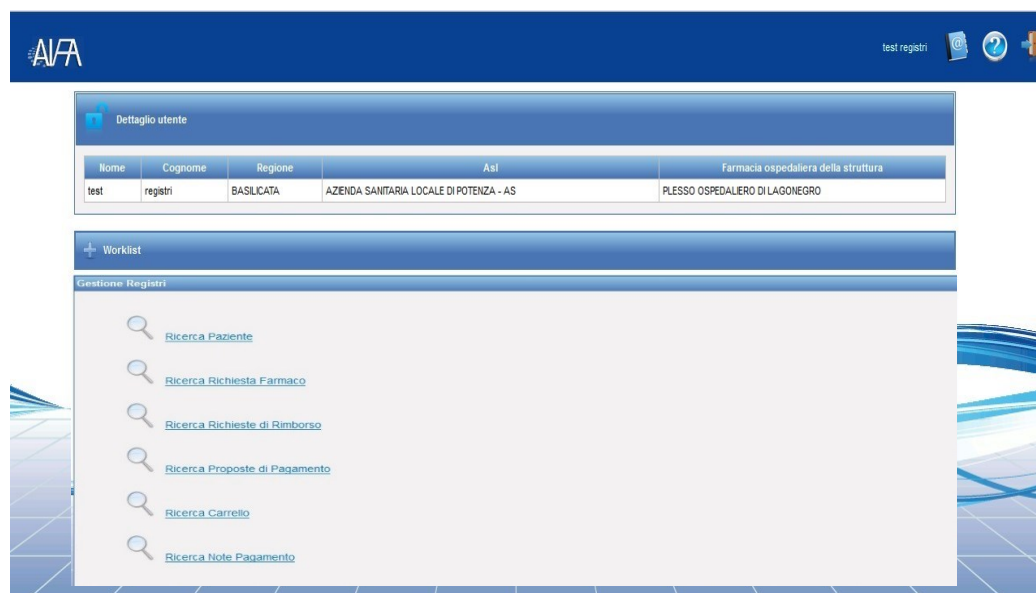 AIFA
test registri
Dettaglio utente
Nome Cognome Regione Asl Farmacia ospedaliera della struttura
test registri BASILICATA AZIENDA SANITARIA LOCALE DI POTENZA - AS PLESSO OSPEDALIERO DI LAGONEGRO
Worklist
Gestione Registri
Ricerca Paziente
Ricerca Richiesta Farmaco
Ricerca Richieste di Rimborso
Ricerca Proposte di Pagamento
Ricerca Carrello
Ricerca Note Pagamento